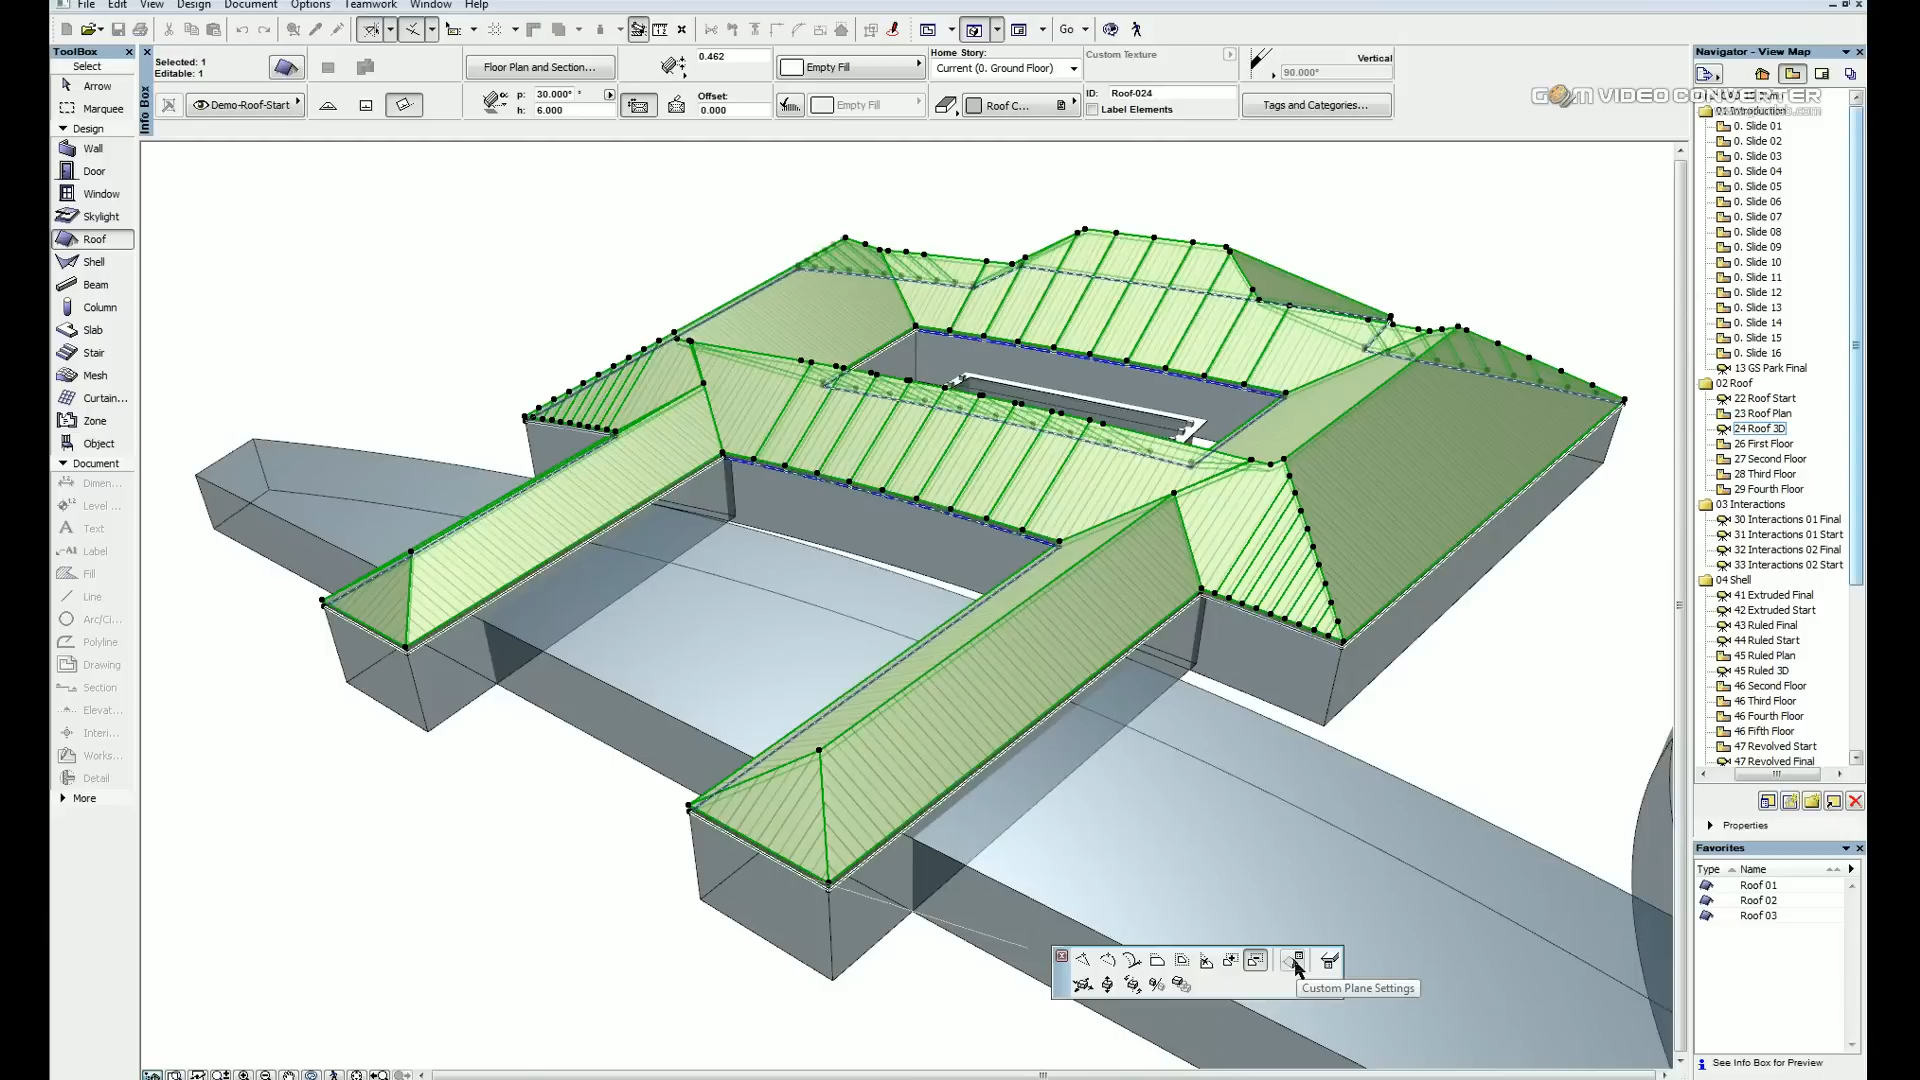 File Edit View Design Document Options Teamwork Window Help
ToolBox
Select
Arrow
Marquee
Design
Wall
Door
Window
Skylight
Roof
Shell
Beam
Column
Slab
Stair
Mesh
Curtain...
Zone
Object
Document
Dimen...
Level ...
Text
Label
Fill
Line
Arc/Ci...
Polyline
Drawing
Section
Elevat...
Interi...
Works...
Detail
More
Info Box
Selected: 1
Editable: 1
Demo-Roof-Start
Floor Plan and Section...
p: 30.000°
h: 6.000
0.462
Offset:
0.000
Empty Fill
Empty Fill
Home Story:
Current (0. Ground Floor)
Roof C...
Custom Texture
ID: Roof-024
Label Elements
Vertical
90.000°
Tags and Categories...
Go
GOM VIDEO CONVERTER
Custom Plane Settings
Navigator - View Map
01 Introduction
0. Slide 01
0. Slide 02
0. Slide 03
0. Slide 04
0. Slide 05
0. Slide 06
0. Slide 07
0. Slide 08
0. Slide 09
0. Slide 10
0. Slide 11
0. Slide 12
0. Slide 13
0. Slide 14
0. Slide 15
0. Slide 16
13 GS Park Final
02 Roof
22 Roof Start
23 Roof Plan
24 Roof 3D
26 First Floor
27 Second Floor
28 Third Floor
29 Fourth Floor
03 Interactions
30 Interactions 01 Final
31 Interactions 01 Start
32 Interactions 02 Final
33 Interactions 02 Start
04 Shell
41 Extruded Final
42 Extruded Start
43 Ruled Final
44 Ruled Start
45 Ruled Plan
45 Ruled 3D
46 Second Floor
46 Third Floor
46 Fourth Floor
46 Fifth Floor
47 Revolved Start
47 Revolved Final
Properties
Favorites
Type Name
Roof 01
Roof 02
Roof 03
See Info Box for Preview